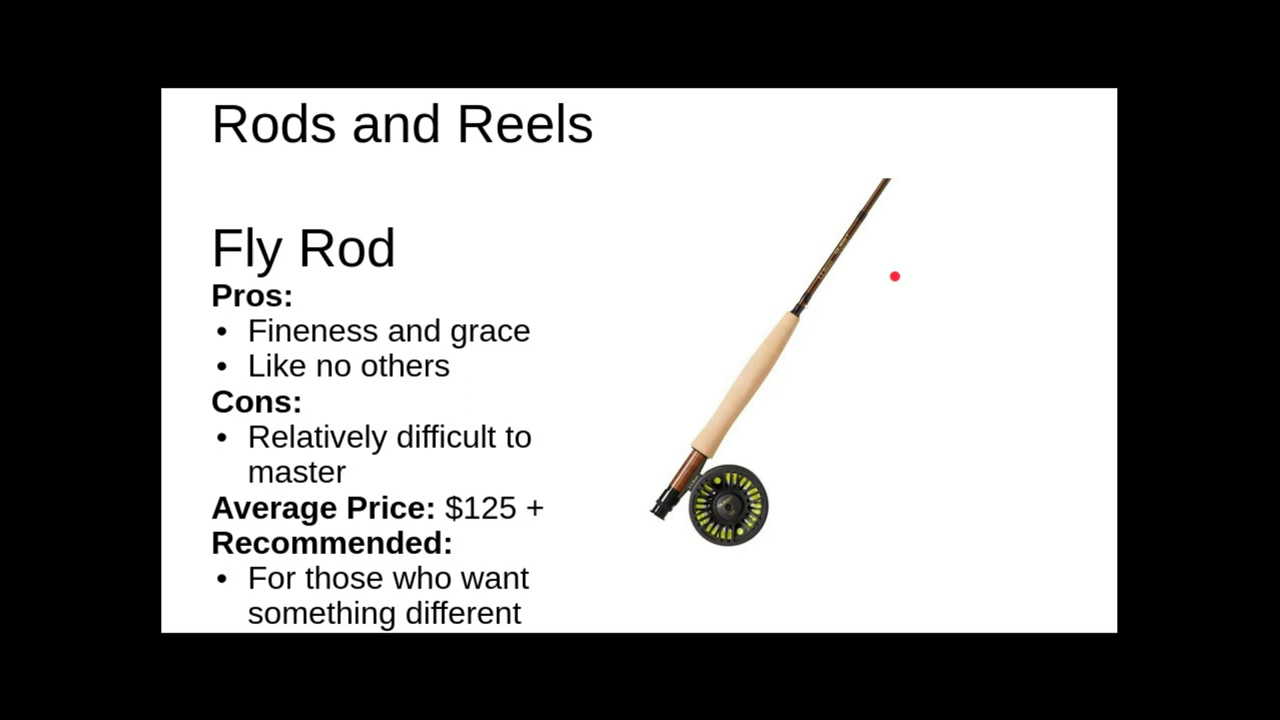 Rods and Reels
Fly Rod
Pros:
• Fineness and grace
• Like no others
Cons:
• Relatively difficult to
master
Average Price: $125 +
Recommended:
• For those who want
something different